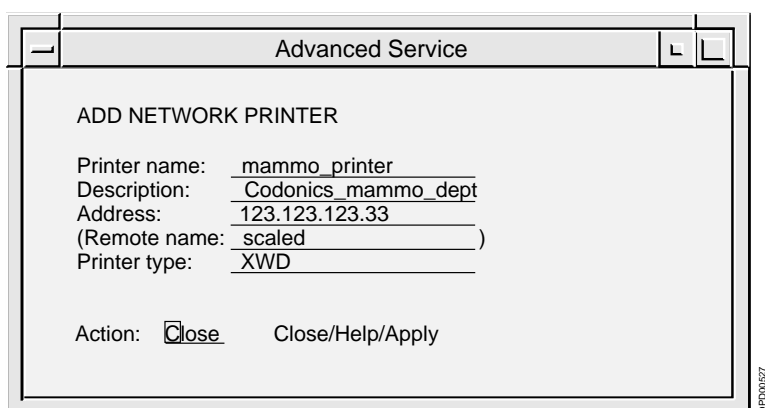 Advanced Service
ADD NETWORK PRINTER
Printer name: mammo_printer
Description: Codonics_mammo_dept
Address: 123.123.123.33
(Remote name: scaled )
Printer type: XWD
Action: Close Close/Help/Apply